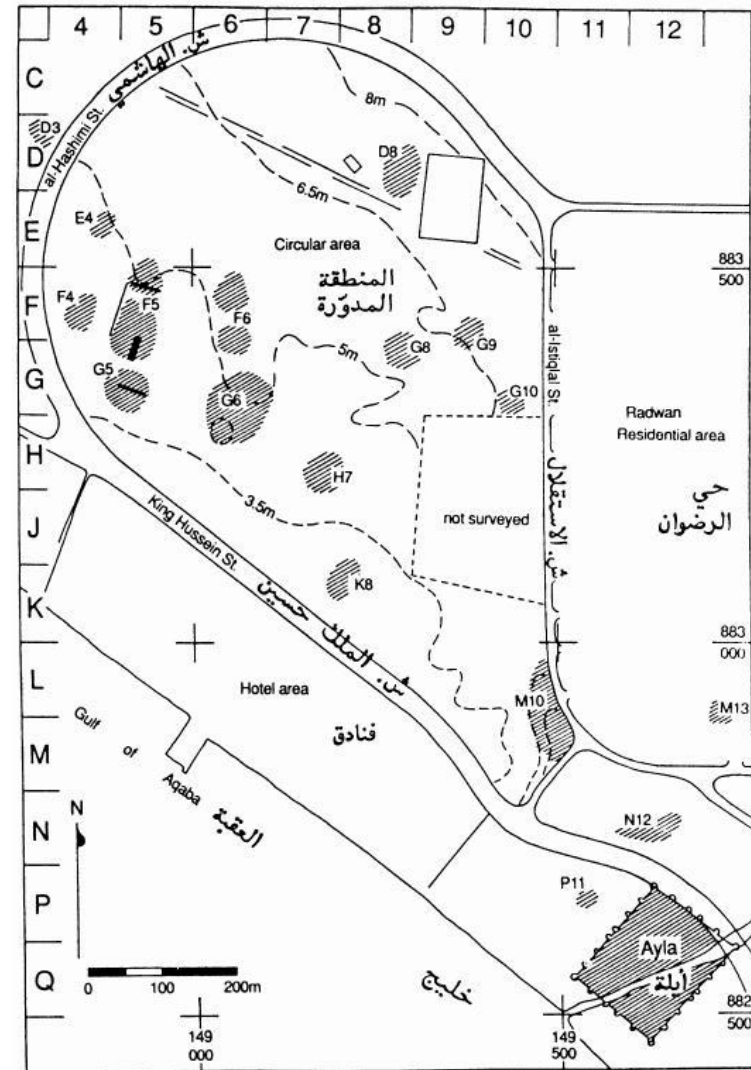 4 5 6 7 8 9 10 11 12
C
D
E
F
G
H
J
K
L
M
N
P
Q
al-Hashimi St.
ش. الهاشمي
8m
D3
D8
6.5m
E4
Circular area
المنطقة
المدوّرة
883
500
F4
F5
F6
G8
G9
5m
G5
G6
G10
al-Istiqlal St.
ش. الاستقلال
Radwan
Residential area
حي
الرضوان
H7
3.5m
not surveyed
King Hussein St.
ش. الملك حسين
K8
883
000
Hotel area
فنادق
M10
M13
Gulf of Aqaba
العقبة
خليج
N
N12
P11
Ayla
أيلة
0 100 200m
882
500
149
000
149
500